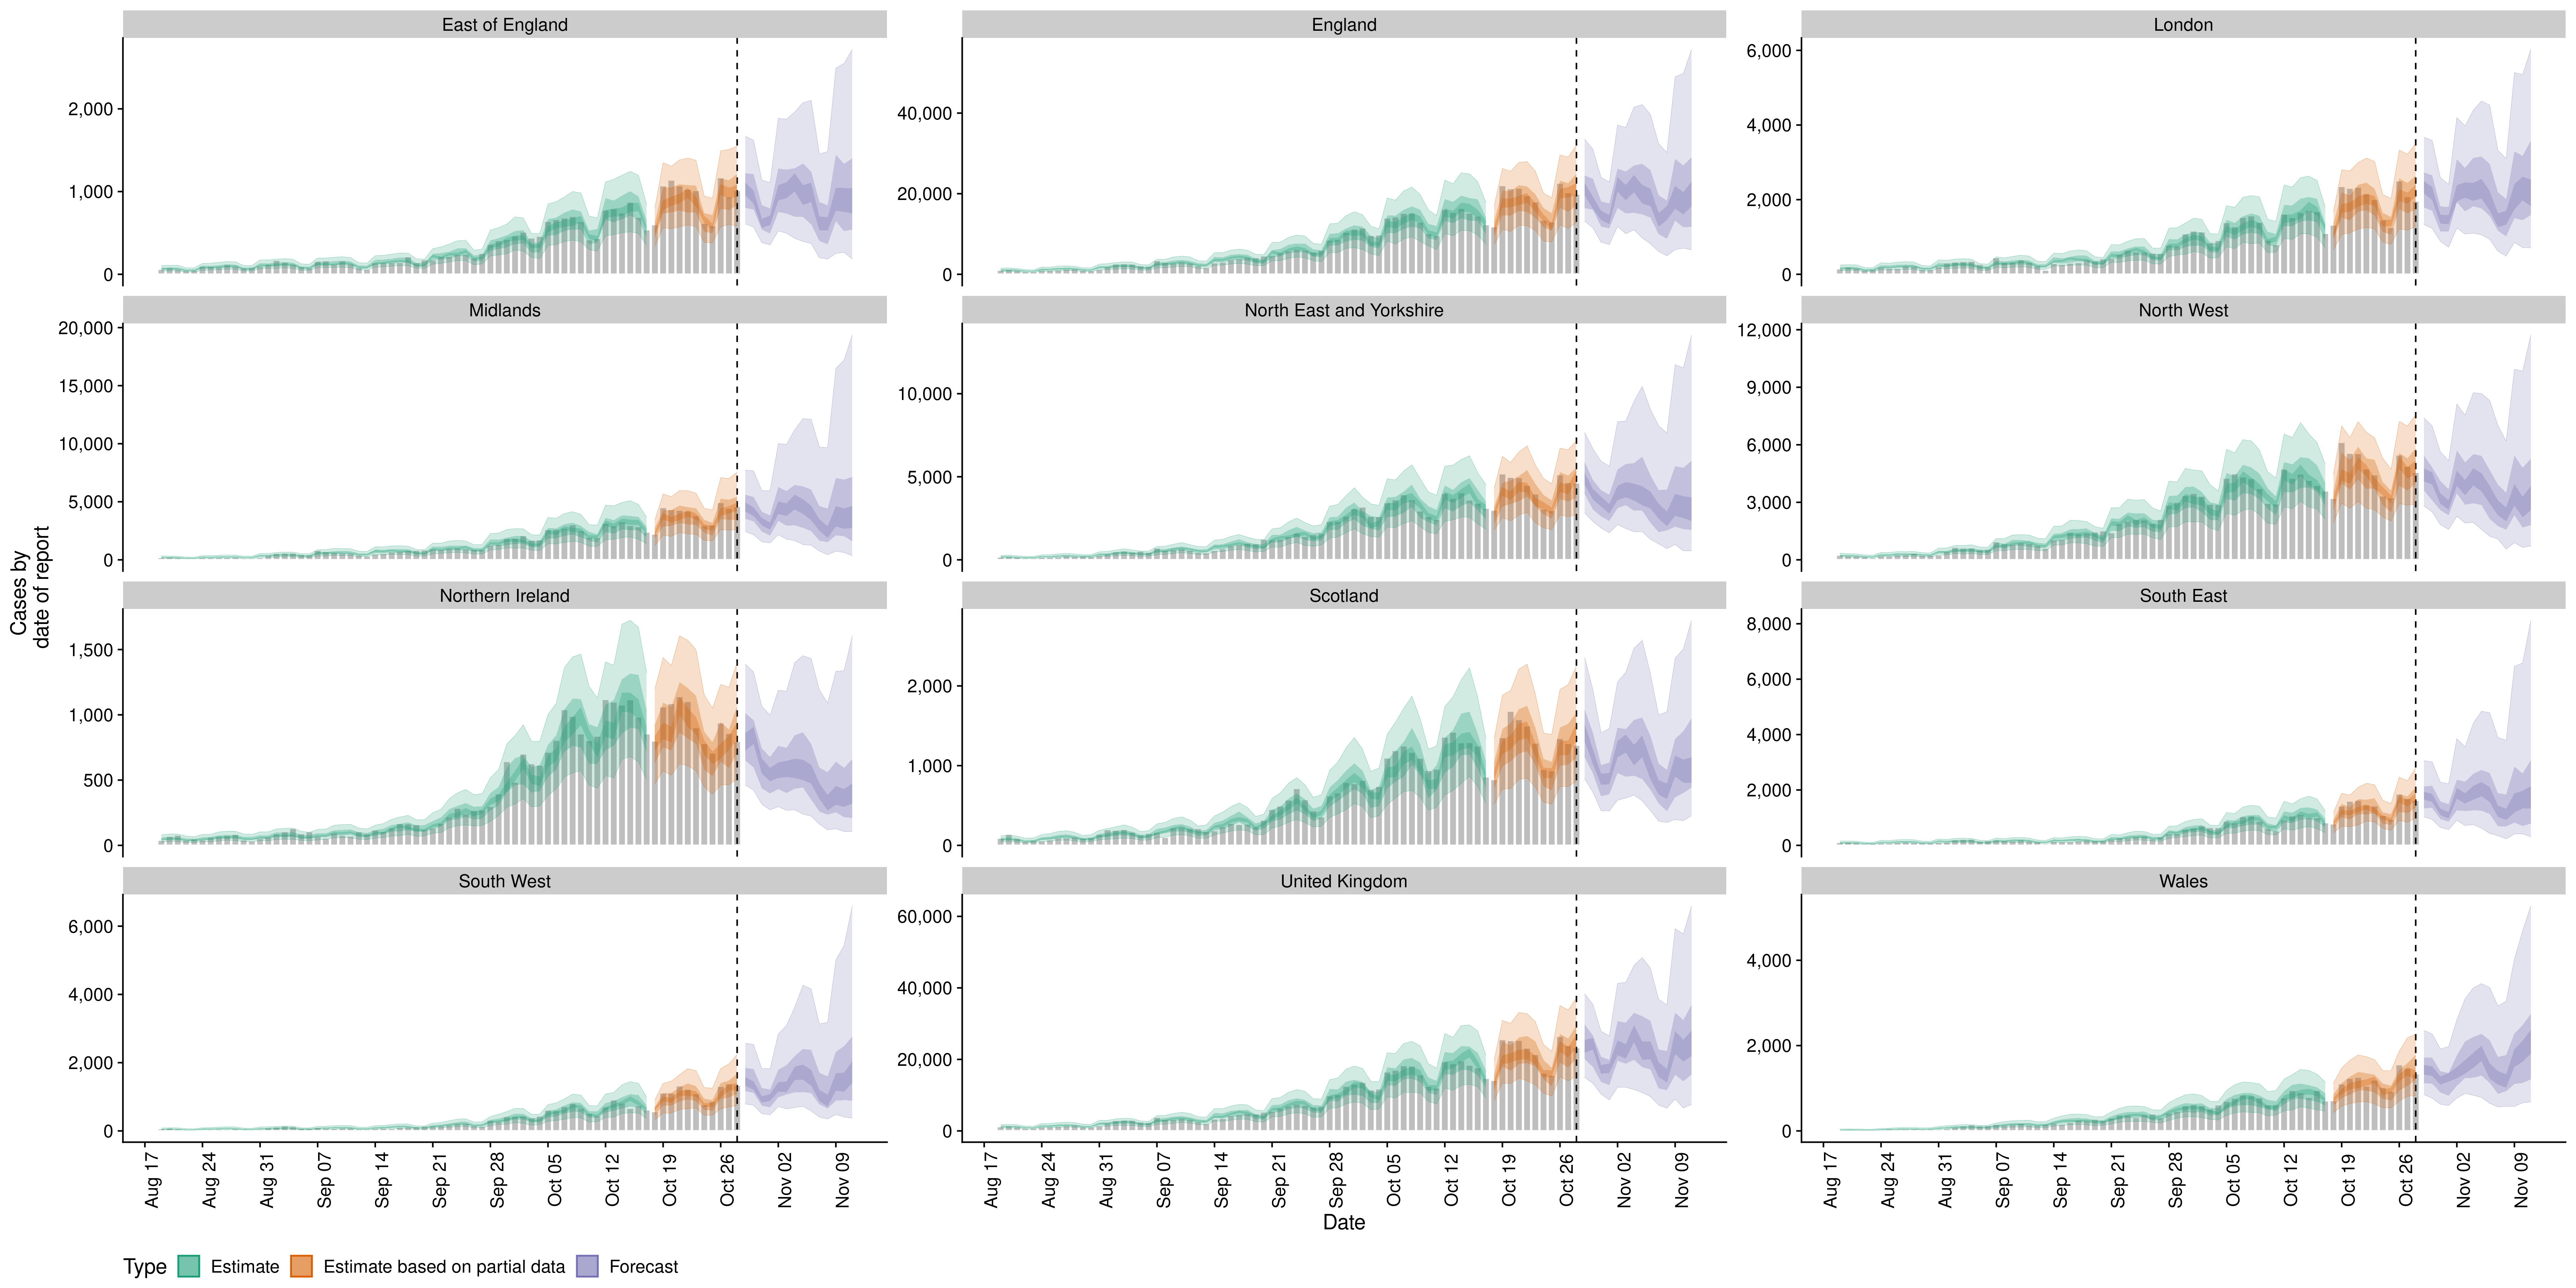 East of England
England
London
2,000
1,000
0
40,000
20,000
0
6,000
4,000
2,000
0
Midlands
North East and Yorkshire
North West
20,000
15,000
10,000
5,000
0
10,000
5,000
0
12,000
9,000
6,000
3,000
0
Northern Ireland
Scotland
South East
1,500
1,000
500
0
2,000
1,000
0
8,000
6,000
4,000
2,000
0
South West
United Kingdom
Wales
6,000
4,000
2,000
0
60,000
40,000
20,000
0
4,000
2,000
0
Cases by
date of report
Aug 17 Aug 24 Aug 31 Sep 07 Sep 14 Sep 21 Sep 28 Oct 05 Oct 12 Oct 19 Oct 26 Nov 02 Nov 09
Aug 17 Aug 24 Aug 31 Sep 07 Sep 14 Sep 21 Sep 28 Oct 05 Oct 12 Oct 19 Oct 26 Nov 02 Nov 09
Aug 17 Aug 24 Aug 31 Sep 07 Sep 14 Sep 21 Sep 28 Oct 05 Oct 12 Oct 19 Oct 26 Nov 02 Nov 09
Date
Type Estimate Estimate based on partial data Forecast